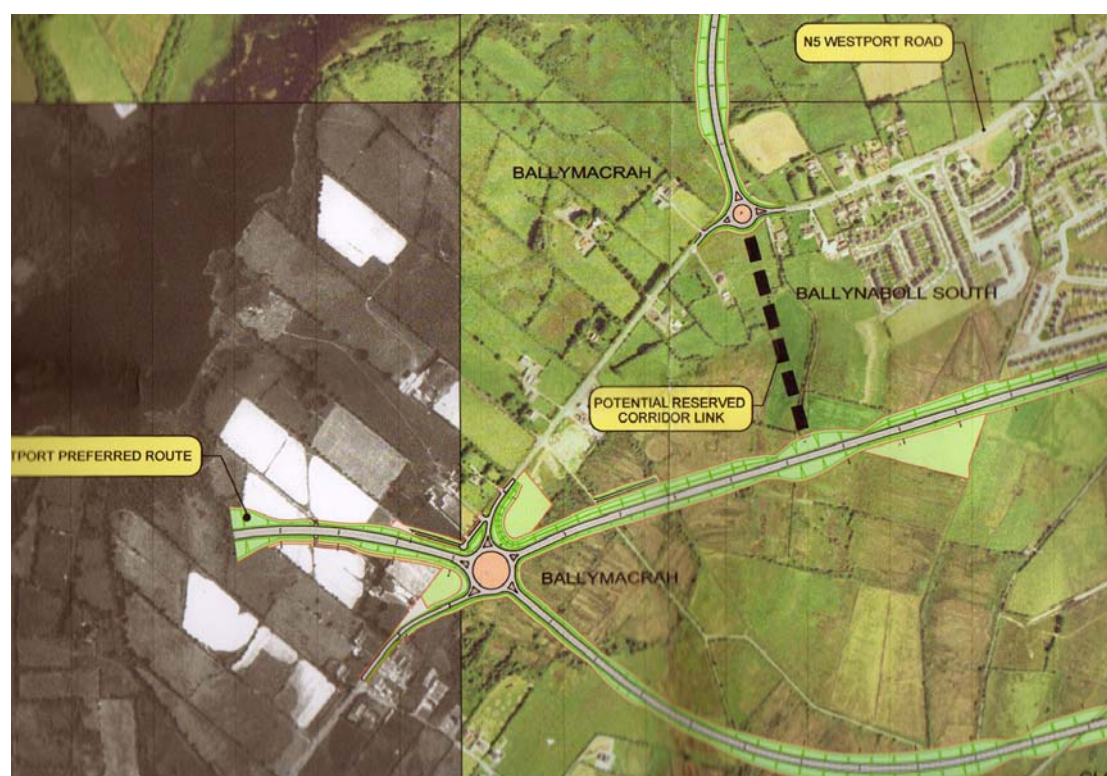 N5 WESTPORT ROAD
BALLYMACRAH
BALLYNABOLL SOUTH
POTENTIAL RESERVED
CORRIDOR LINK
TPORT PREFERRED ROUTE
BALLYMACRAH